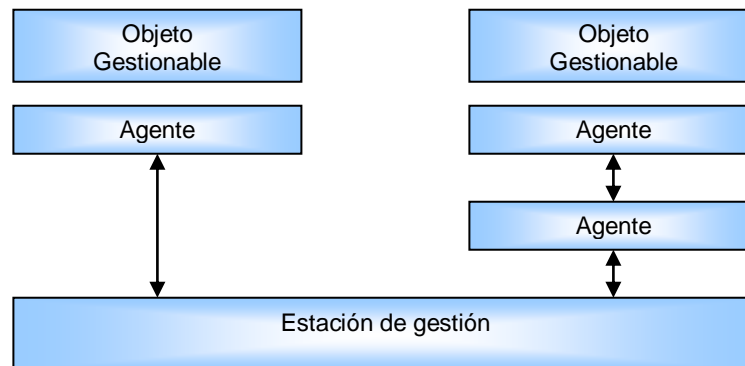 Objeto
Gestionable
Objeto
Gestionable
Agente
Agente
Agente
Estación de gestión